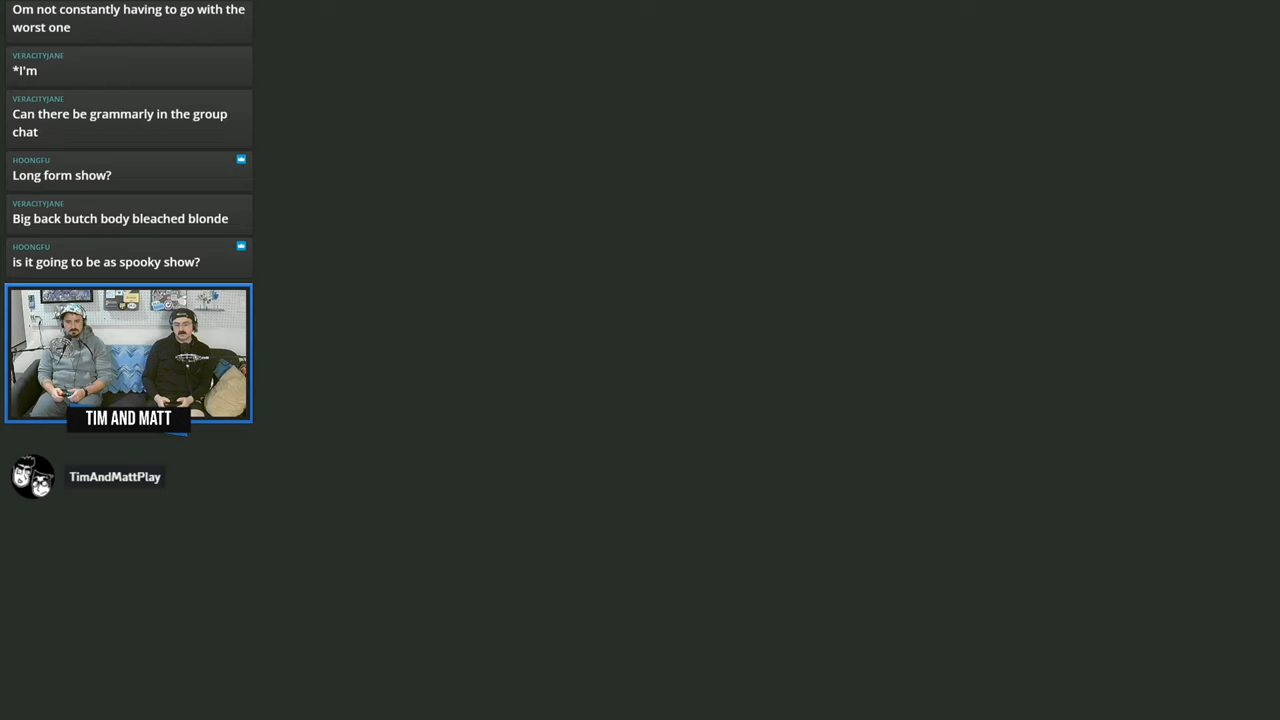 Om not constantly having to go with the
worst one
VERACITYJANE
*I'm
VERACITYJANE
Can there be grammarly in the group
chat
HOONGFU
Long form show?
VERACITYJANE
Big back butch body bleached blonde
HOONGFU
is it going to be as spooky show?
TIM AND MATT
TimAndMattPlay